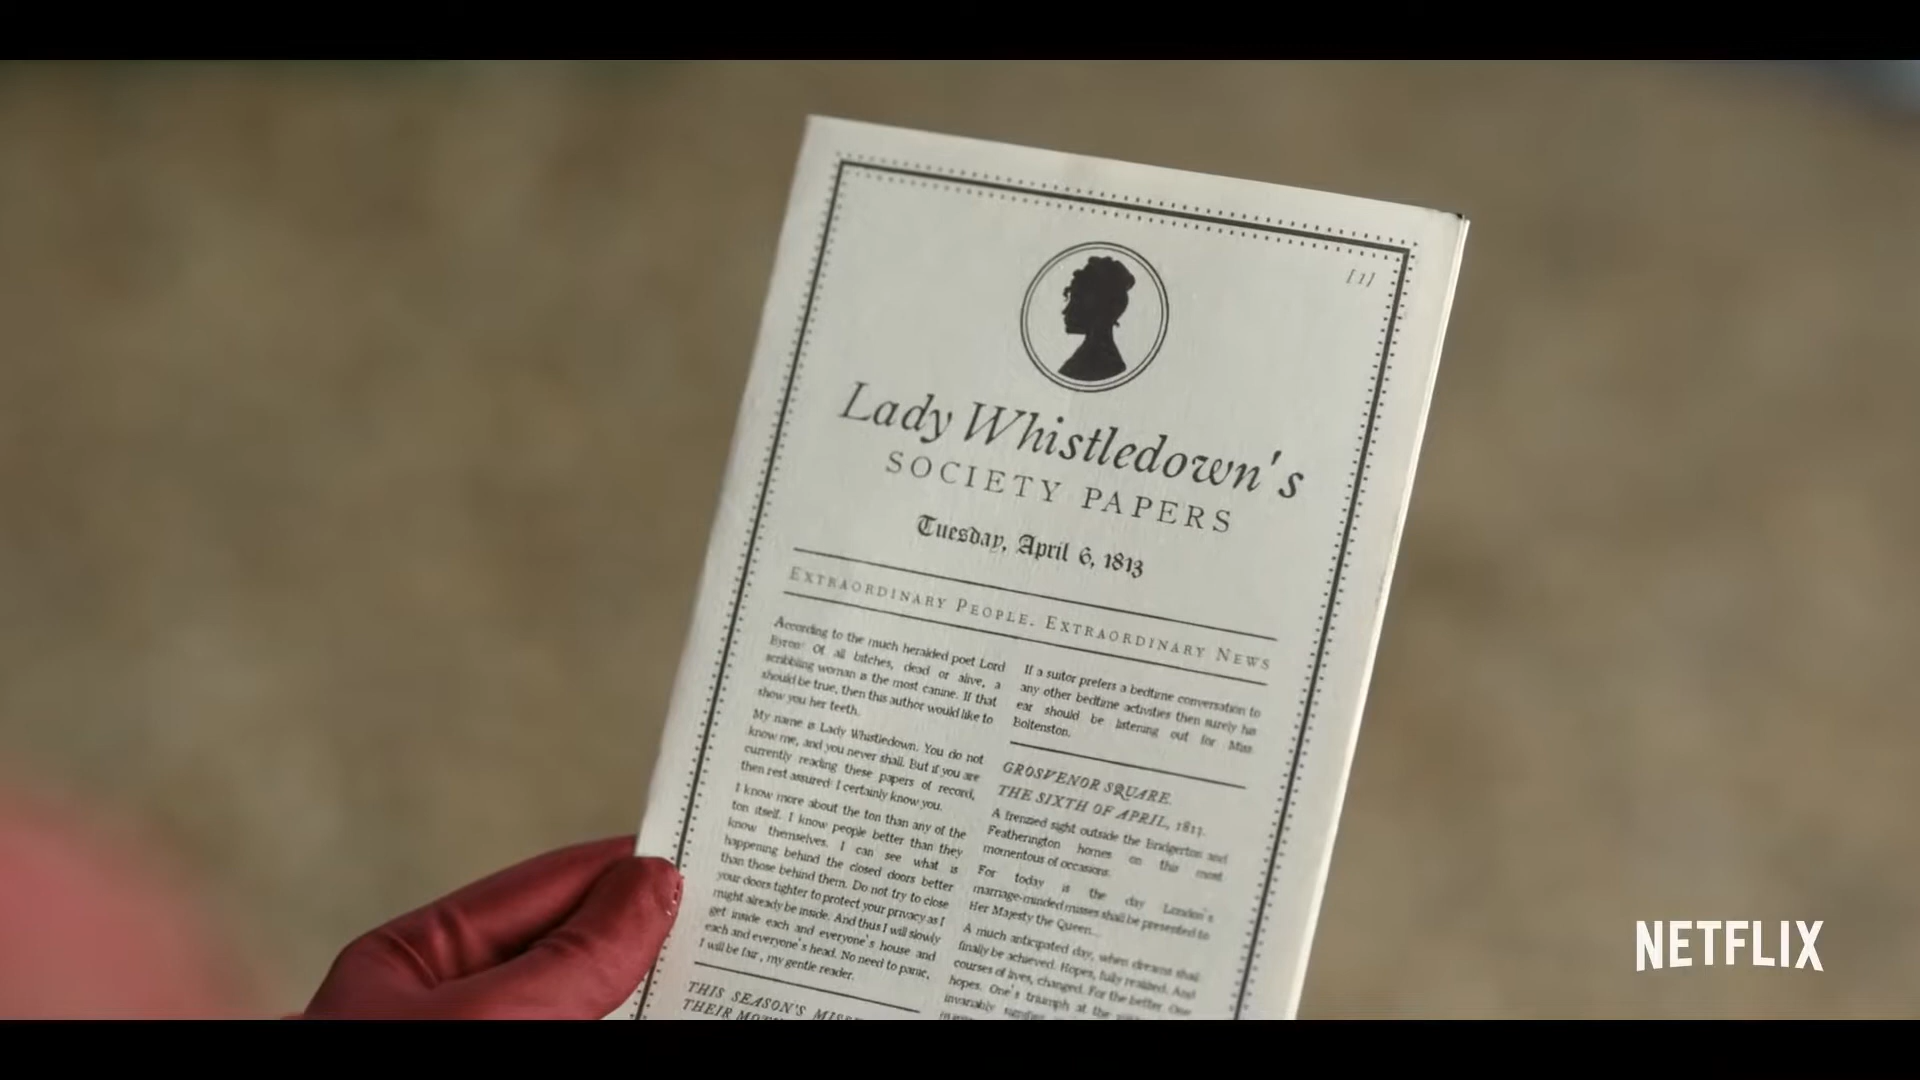 [1]
Lady Whistledown's
SOCIETY PAPERS
Tuesday, April 6, 1813
EXTRAORDINARY PEOPLE. EXTRAORDINARY NEWS
According to the much heralded poet Lord
Byron: Of all bitches, dead or alive, a
scribbling woman is the most canine. If that
should be true, then this author would like to
show you her teeth.
My name is Lady Whistledown. You do not
know me, and you never shall. But if you are
currently reading these papers of record,
then rest assured: I certainly know you.
I know more about the ton than any of the
ton itself. I know people better than they
know themselves. I can see what is
happening behind the closed doors better
than those behind them. Do not try to close
your doors tighter to protect your privacy as I
might already be inside. And thus I will slowly
get inside each and everyone's house and
each and everyone's head. No need to panic,
I will be fair, my gentle reader.
THIS SEASON'S
THEIR
If a suitor prefers a bedtime conversation to
any other bedtime activities then surely his
ear should be listening out for Miss
Boltenston.
GROSVENOR SQUARE.
THE SIXTH OF APRIL, 1813.
A frenzied sight outside the Bridgerton and
Featherington homes on this most
momentous of occasions.
For today is the day London's
marriage-minded misses shall be presented to
Her Majesty the Queen...
A much anticipated day, when dreams shall
finally be achieved. Hopes, fully realized. And
courses of lives, changed. For the better. One
hopes. One's triumph at the
invariably
NETFLIX